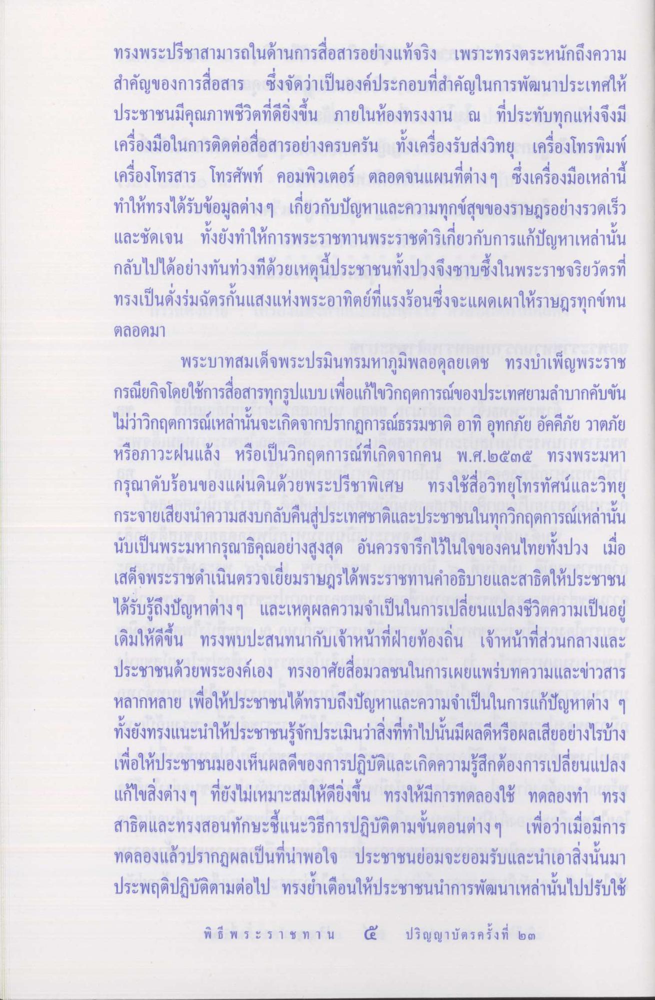 ทรงพระปรีชาสามารถในด้านการสื่อสารอย่างแท้จริง เพราะทรงตระหนักถึงความ
สำคัญของการสื่อสาร ซึ่งจัดว่าเป็นองค์ประกอบที่สำคัญในการพัฒนาประเทศให้
ประชาชนมีคุณภาพชีวิตที่ดียิ่งขึ้น ภายในห้องทรงงาน ณ ที่ประทับทุกแห่งจึงมี
เครื่องมือในการติดต่อสื่อสารอย่างครบครัน ทั้งเครื่องรับส่งวิทยุ เครื่องโทรพิมพ์
เครื่องโทรสาร โทรศัพท์ คอมพิวเตอร์ ตลอดจนแผนที่ต่างๆ ซึ่งเครื่องมือเหล่านี้
ทำให้ทรงได้รับข้อมูลต่างๆ เกี่ยวกับปัญหาและความทุกข์สุขของราษฎรอย่างรวดเร็ว
และชัดเจน ทั้งยังทำให้การพระราชทานพระราชดำริเกี่ยวกับการแก้ปัญหาเหล่านั้น
กลับไปได้อย่างทันท่วงทีด้วยเหตุนี้ประชาชนทั้งปวงจึงซาบซึ้งในพระราชจริยวัตรที่
ทรงเป็นดั่งร่มฉัตรกั้นแสงแห่งพระอาทิตย์ที่แรงร้อนซึ่งจะแผดเผาให้ราษฎรทุกข์ทน
ตลอดมา
พระบาทสมเด็จพระปรมินทรมหาภูมิพลอดุลยเดช ทรงบำเพ็ญพระราช
กรณียกิจโดยใช้การสื่อสารทุกรูปแบบ เพื่อแก้ไขวิกฤตการณ์ของประเทศยามลำบากคับขัน
ไม่ว่าวิกฤตการณ์เหล่านั้นจะเกิดจากปรากฏการณ์ธรรมชาติ อาทิ อุทกภัย อัคคีภัย วาตภัย
หรือภาวะฝนแล้ง หรือเป็นวิกฤตการณ์ที่เกิดจากคน พ.ศ.๒๕๓๕ ทรงพระมหา
กรุณาดับร้อนของแผ่นดินด้วยพระปรีชาพิเศษ ทรงใช้สื่อวิทยุโทรทัศน์และวิทยุ
กระจายเสียงนำความสงบกลับคืนสู่ประเทศชาติและประชาชนในทุกวิกฤตการณ์เหล่านั้น
นับเป็นพระมหากรุณาธิคุณอย่างสูงสุด อันควรจารึกไว้ในใจของคนไทยทั้งปวง เมื่อ
เสด็จพระราชดำเนินตรวจเยี่ยมราษฎรได้พระราชทานคำอธิบายและสาธิตให้ประชาชน
ได้รับรู้ถึงปัญหาต่างๆ และเหตุผลความจำเป็นในการเปลี่ยนแปลงชีวิตความเป็นอยู่
เดิมให้ดีขึ้น ทรงพบปะสนทนากับเจ้าหน้าที่ฝ่ายท้องถิ่น เจ้าหน้าที่ส่วนกลางและ
ประชาชนด้วยพระองค์เอง ทรงอาศัยสื่อมวลชนในการเผยแพร่บทความและข่าวสาร
หลากหลาย เพื่อให้ประชาชนได้ทราบถึงปัญหาและความจำเป็นในการแก้ปัญหาต่าง ๆ
ทั้งยังทรงแนะนำให้ประชาชนรู้จักประเมินว่าสิ่งที่ทำไปนั้นมีผลดีหรือผลเสียอย่างไรบ้าง
เพื่อให้ประชาชนมองเห็นผลดีของการปฏิบัติและเกิดความรู้สึกต้องการเปลี่ยนแปลง
แก้ไขสิ่งต่างๆ ที่ยังไม่เหมาะสมให้ดียิ่งขึ้น ทรงให้มีการทดลองใช้ ทดลองทำ ทรง
สาธิตและทรงสอนทักษะชี้แนะวิธีการปฏิบัติตามขั้นตอนต่างๆ เพื่อว่าเมื่อมีการ
ทดลองแล้วปรากฏผลเป็นที่น่าพอใจ ประชาชนย่อมจะยอมรับและนำเอาสิ่งนั้นมา
ประพฤติปฏิบัติตามต่อไป ทรงย้ำเตือนให้ประชาชนนำการพัฒนาเหล่านั้นไปปรับใช้
พิธีพระราชทาน ๕ ปริญญาบัตรครั้งที่ ๒๓